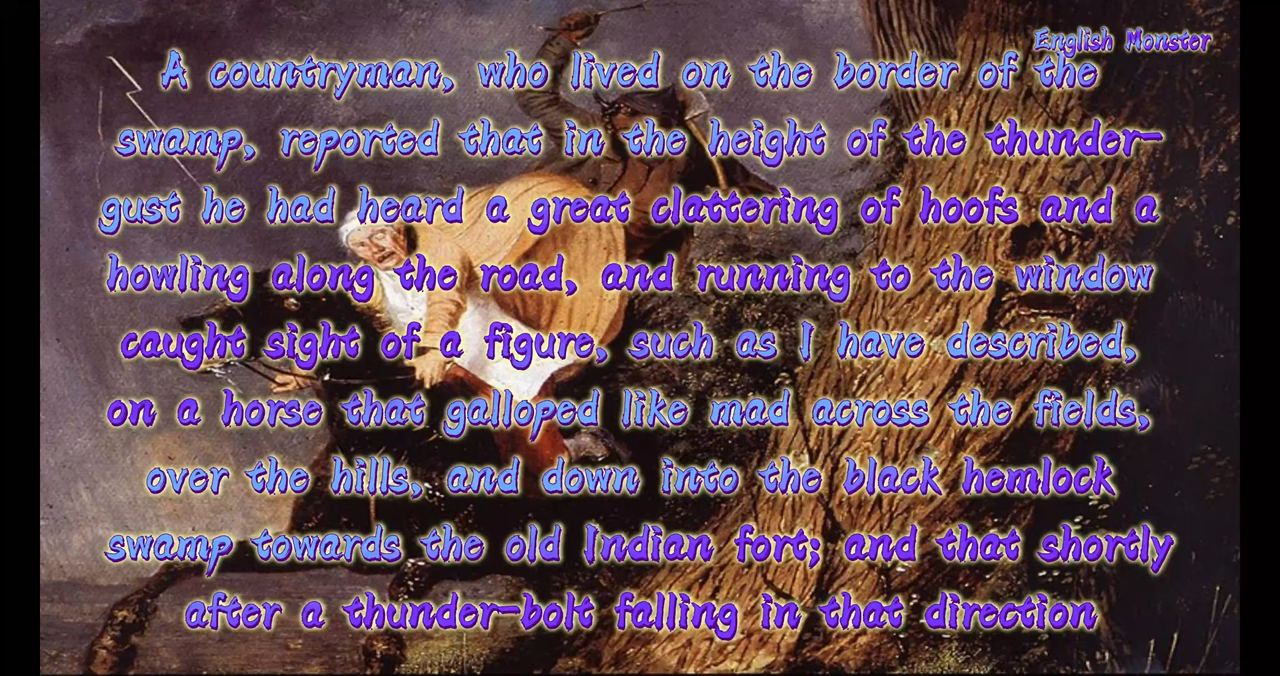 English Monster
A countryman, who lived on the border of the
swamp, reported that in the height of the thunder-
gust he had heard a great clattering of hoofs and a
howling along the road, and running to the window
caught sight of a figure, such as I have described,
on a horse that galloped like mad across the fields,
over the hills, and down into the black hemlock
swamp towards the old Indian fort; and that shortly
after a thunder-bolt falling in that direction